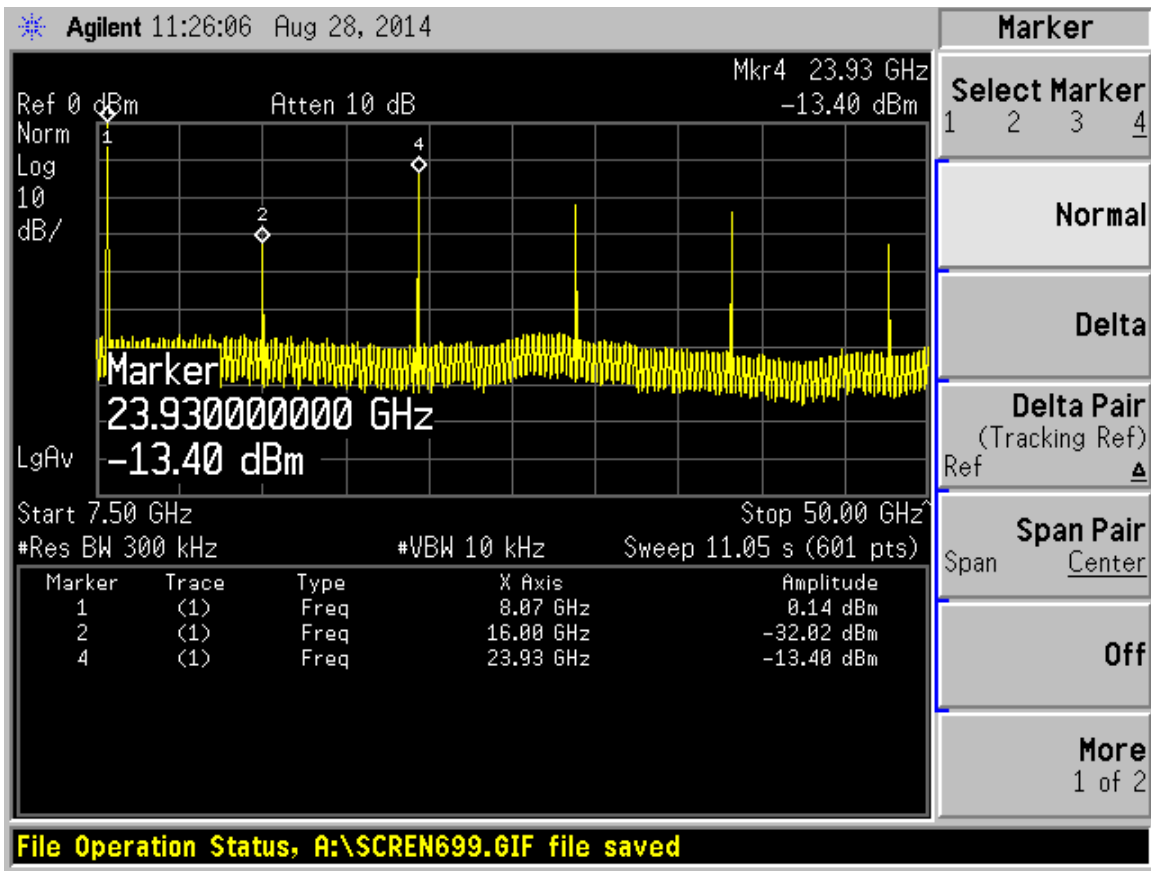 Agilent 11:26:06 Aug 28, 2014
Mkr4 23.93 GHz
Ref 0 dBm Atten 10 dB -13.40 dBm
Norm
Log
10
dB/
LgAv
1
2
4
Marker
23.930000000 GHz
-13.40 dBm
Start 7.50 GHz Stop 50.00 GHz^
#Res BW 300 kHz #VBW 10 kHz Sweep 11.05 s (601 pts)
Marker Trace Type X Axis Amplitude
1 (1) Freq 8.07 GHz 0.14 dBm
2 (1) Freq 16.00 GHz -32.02 dBm
4 (1) Freq 23.93 GHz -13.40 dBm
Marker
Select Marker
1 2 3 4
Normal
Delta
Delta Pair
(Tracking Ref)
Ref Δ
Span Pair
Span Center
Off
More
1 of 2
File Operation Status, A:\SCREN699.GIF file saved